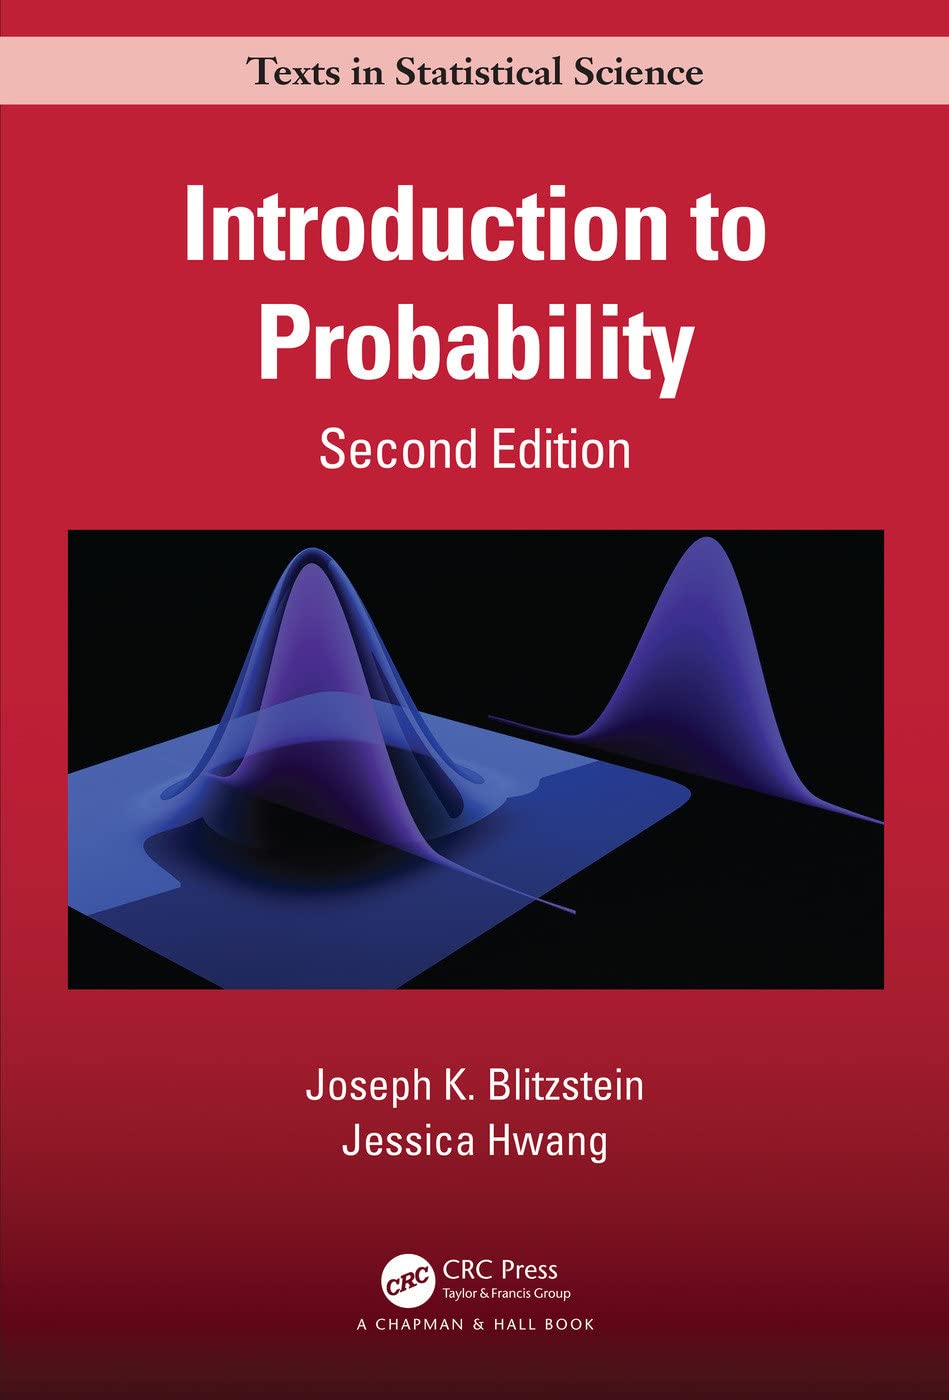 Texts in Statistical Science
Introduction to
Probability
Second Edition
Joseph K. Blitzstein
Jessica Hwang
CRC
CRC Press
Taylor & Francis Group
A CHAPMAN & HALL BOOK